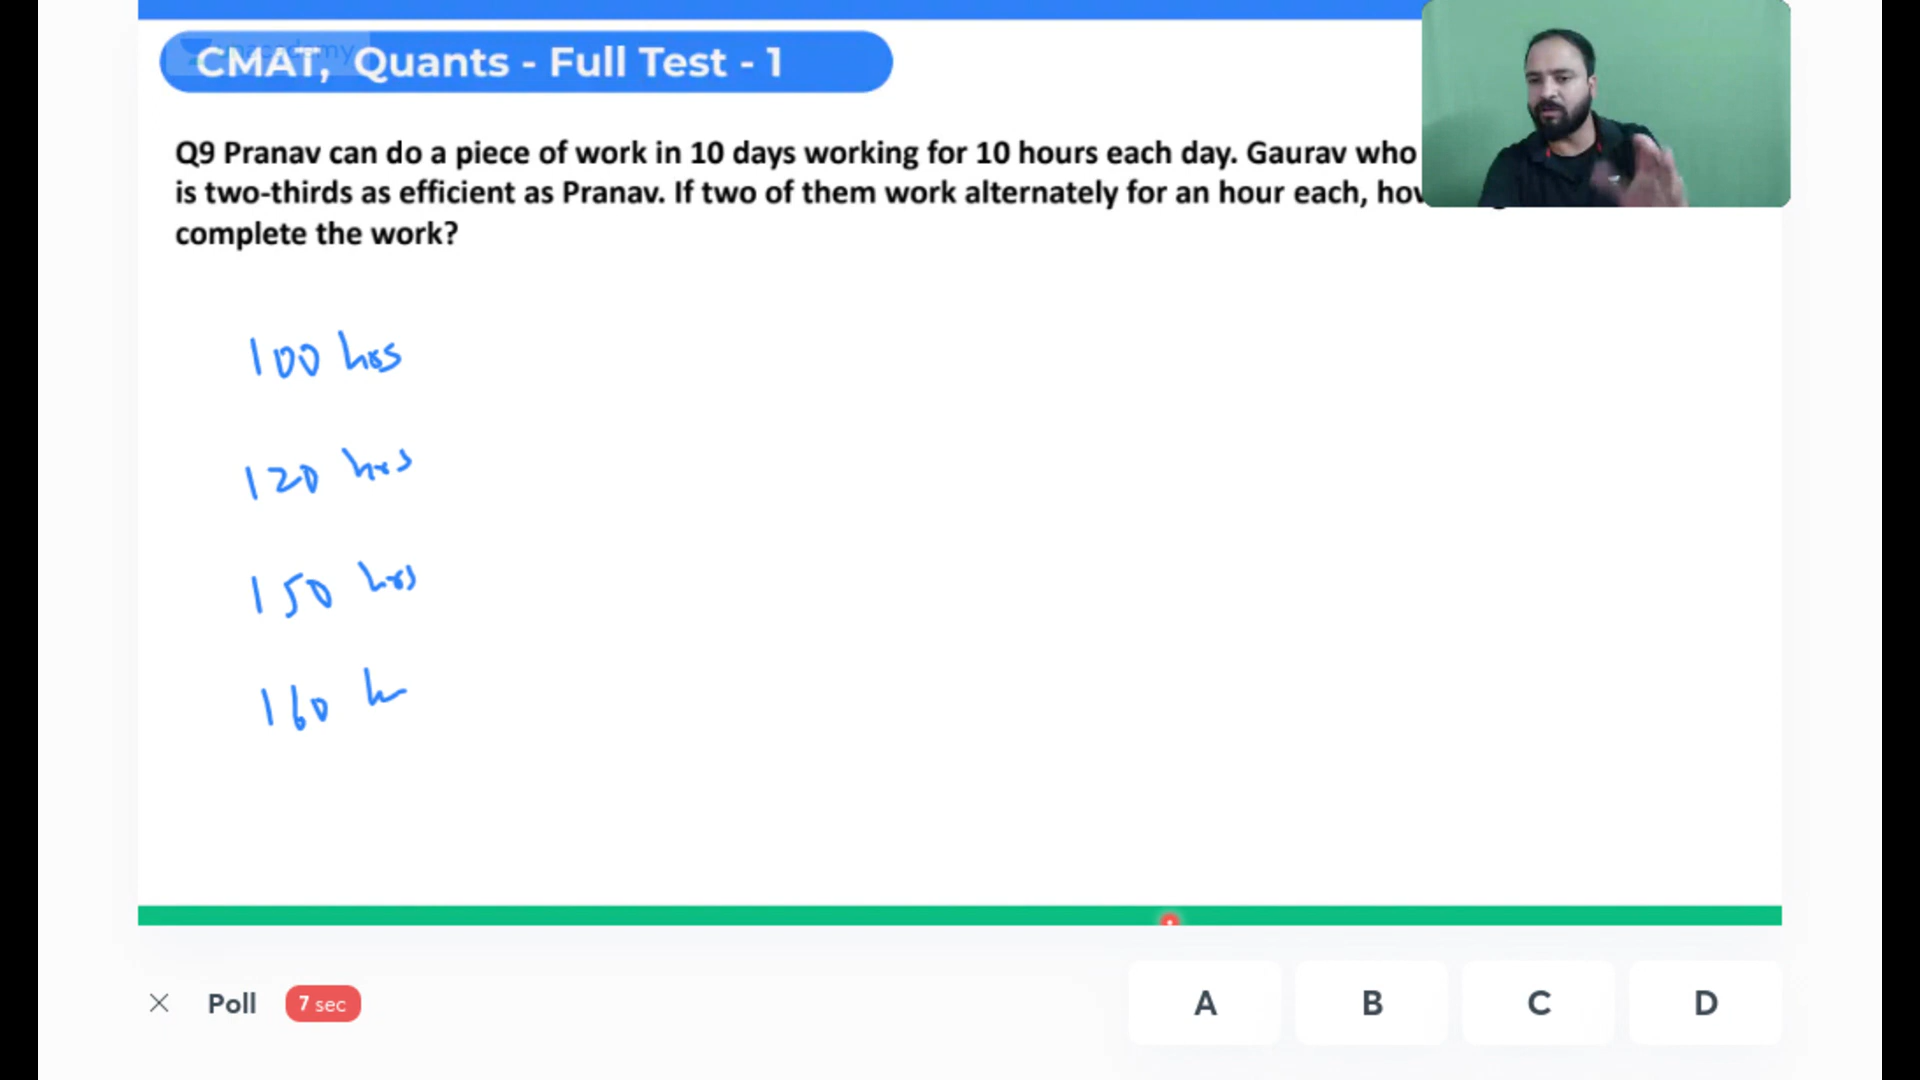 CMAT, Quants - Full Test - 1
Q9 Pranav can do a piece of work in 10 days working for 10 hours each day. Gaurav who
is two-thirds as efficient as Pranav. If two of them work alternately for an hour each,
complete the work?
100 hrs
120 hrs
150 hrs
160 h
Poll
7 sec
A
B
C
D